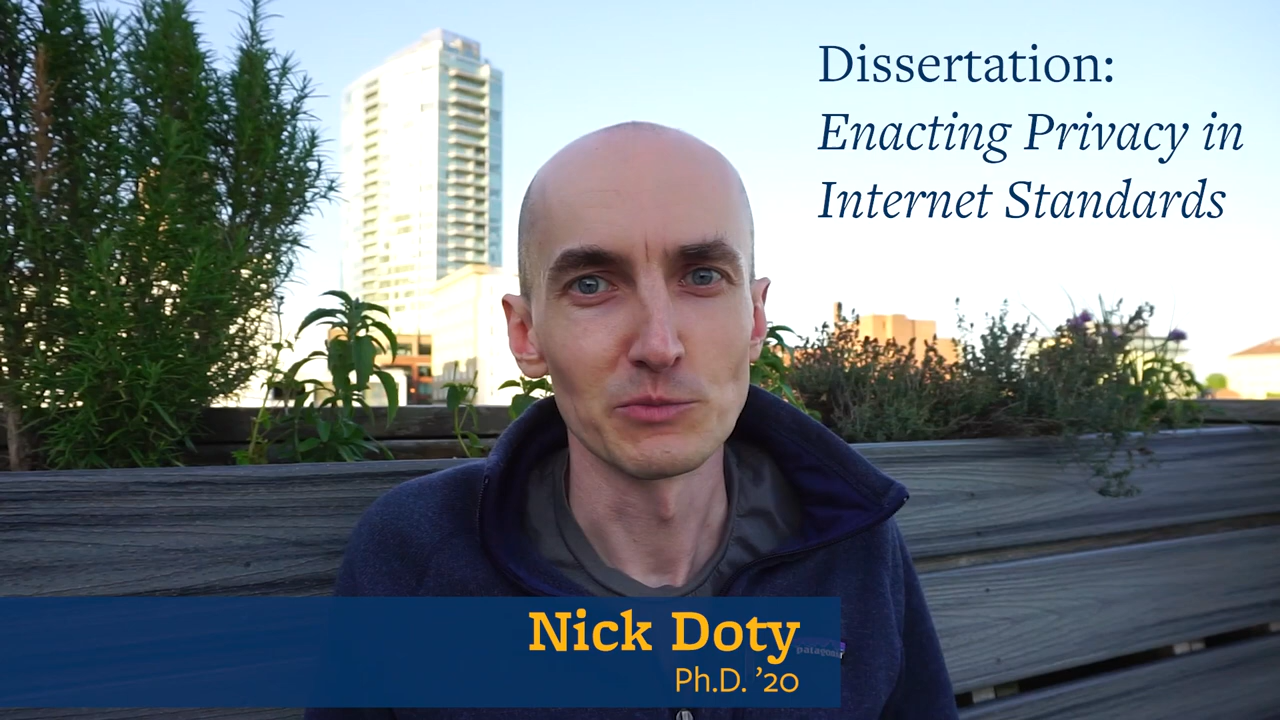 Dissertation:
Enacting Privacy in
Internet Standards
Nick Doty
patagonia
Ph.D. ’20